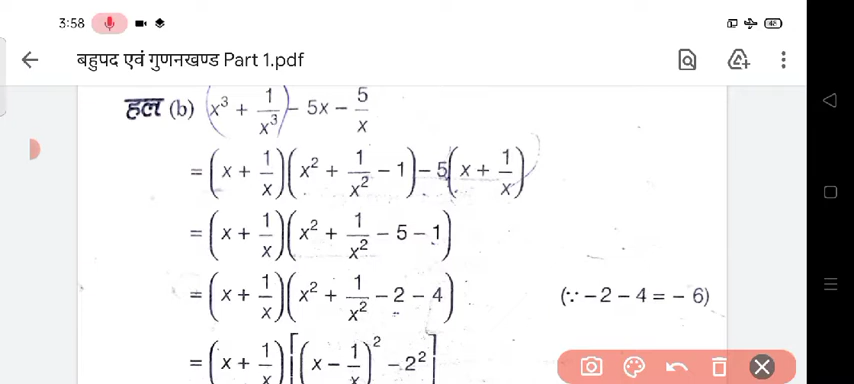 3:58 48
बहुपद एवं गुणनखण्ड Part 1.pdf
हल (b) (x³ + 1/x³) - 5x - 5/x
= (x + 1/x)(x² + 1/x² - 1) - 5(x + 1/x)
= (x + 1/x)(x² + 1/x² - 5 - 1)
= (x + 1/x)(x² + 1/x² - 2 - 4) (∵ - 2 - 4 = - 6)
= (x + 1/x)[(x - 1/x)² - 2²]